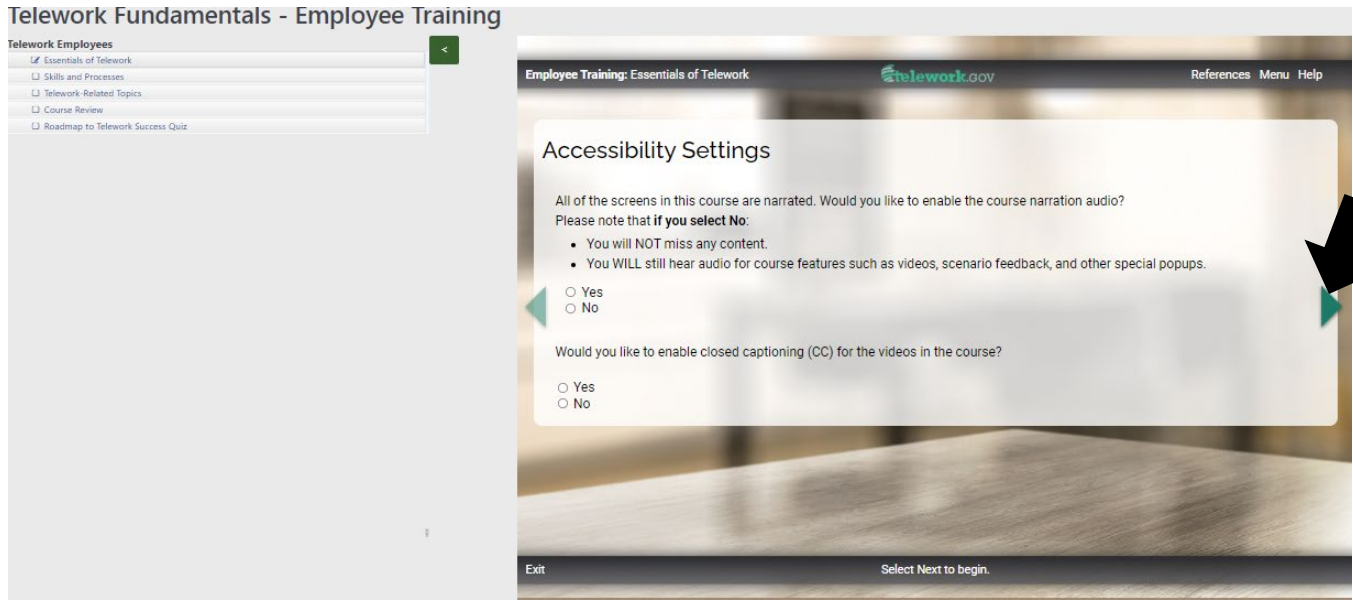 Telework Fundamentals - Employee Training
Telework Employees
<
Essentials of Telework
Skills and Processes
Telework-Related Topics
Course Review
Roadmap to Telework Success Quiz
Employee Training: Essentials of Telework
telework.gov
References Menu Help
Accessibility Settings
All of the screens in this course are narrated. Would you like to enable the course narration audio?
Please note that if you select No:
• You will NOT miss any content.
• You WILL still hear audio for course features such as videos, scenario feedback, and other special popups.
Yes
No
Would you like to enable closed captioning (CC) for the videos in the course?
Yes
No
Exit
Select Next to begin.